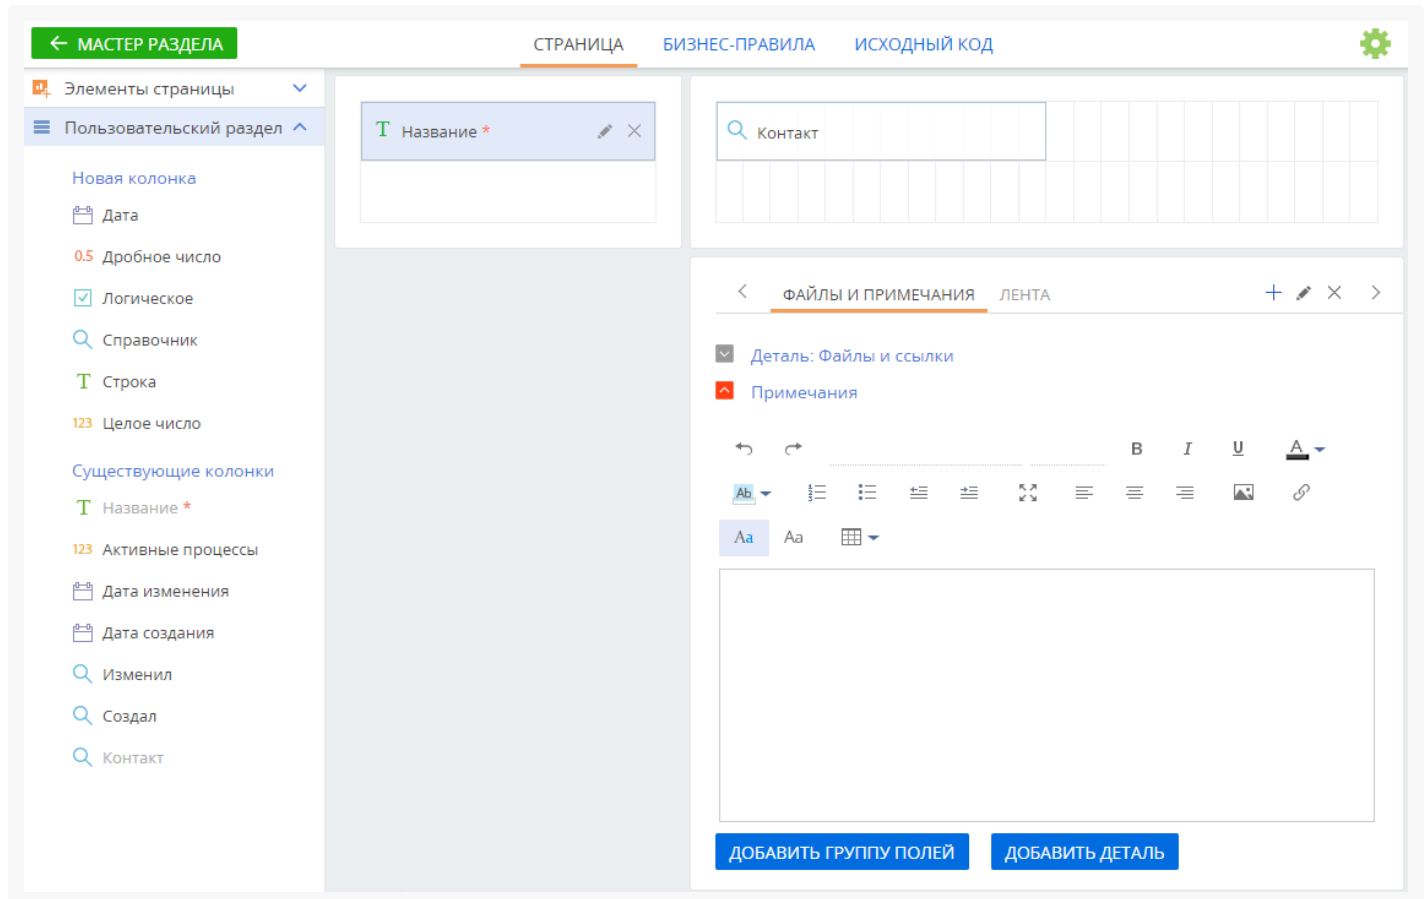 МАСТЕР РАЗДЕЛА
СТРАНИЦА
БИЗНЕС-ПРАВИЛА
ИСХОДНЫЙ КОД
Элементы страницы
Пользовательский раздел
Новая колонка
Дата
0.5 Дробное число
Логическое
Справочник
T Строка
123 Целое число
Существующие колонки
T Название *
123 Активные процессы
Дата изменения
Дата создания
Изменил
Создал
Контакт
T Название *
Контакт
ФАЙЛЫ И ПРИМЕЧАНИЯ
ЛЕНТА
Деталь: Файлы и ссылки
Примечания
B I U A
Ab
Aa Aa
ДОБАВИТЬ ГРУППУ ПОЛЕЙ
ДОБАВИТЬ ДЕТАЛЬ